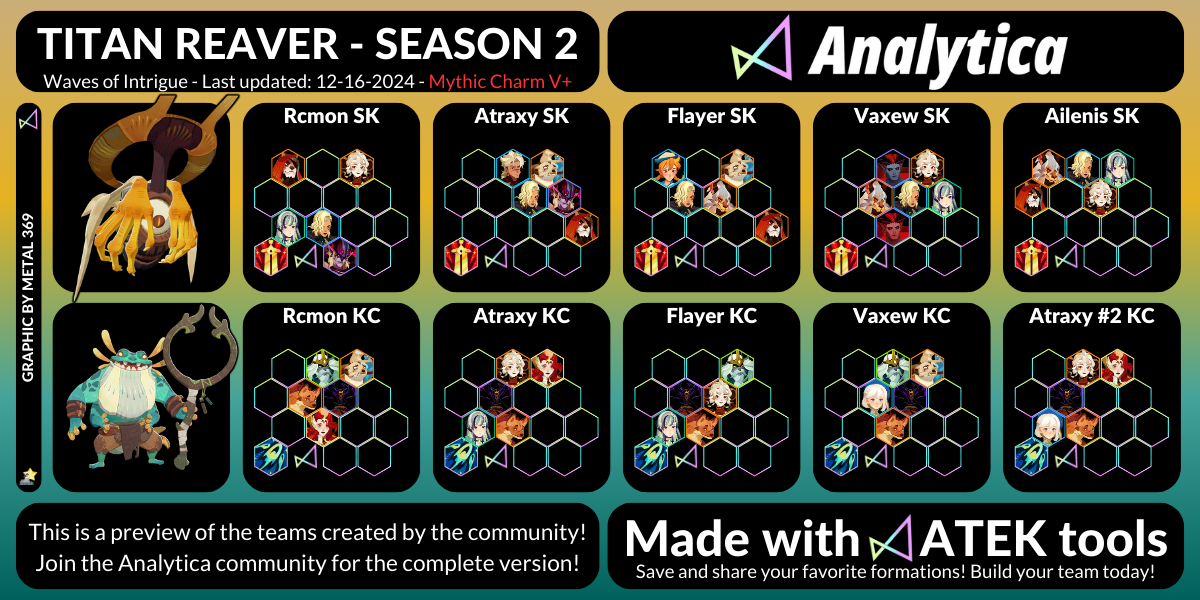 TITAN REAVER - SEASON 2
Waves of Intrigue - Last updated: 12-16-2024 - Mythic Charm V+
Analytica
GRAPHIC BY METAL 369
Rcmon SK
Atraxy SK
Flayer SK
Vaxew SK
Ailenis SK
Rcmon KC
Atraxy KC
Flayer KC
Vaxew KC
Atraxy #2 KC
This is a preview of the teams created by the community!
Join the Analytica community for the complete version!
Made with ATEK tools
Save and share your favorite formations! Build your team today!